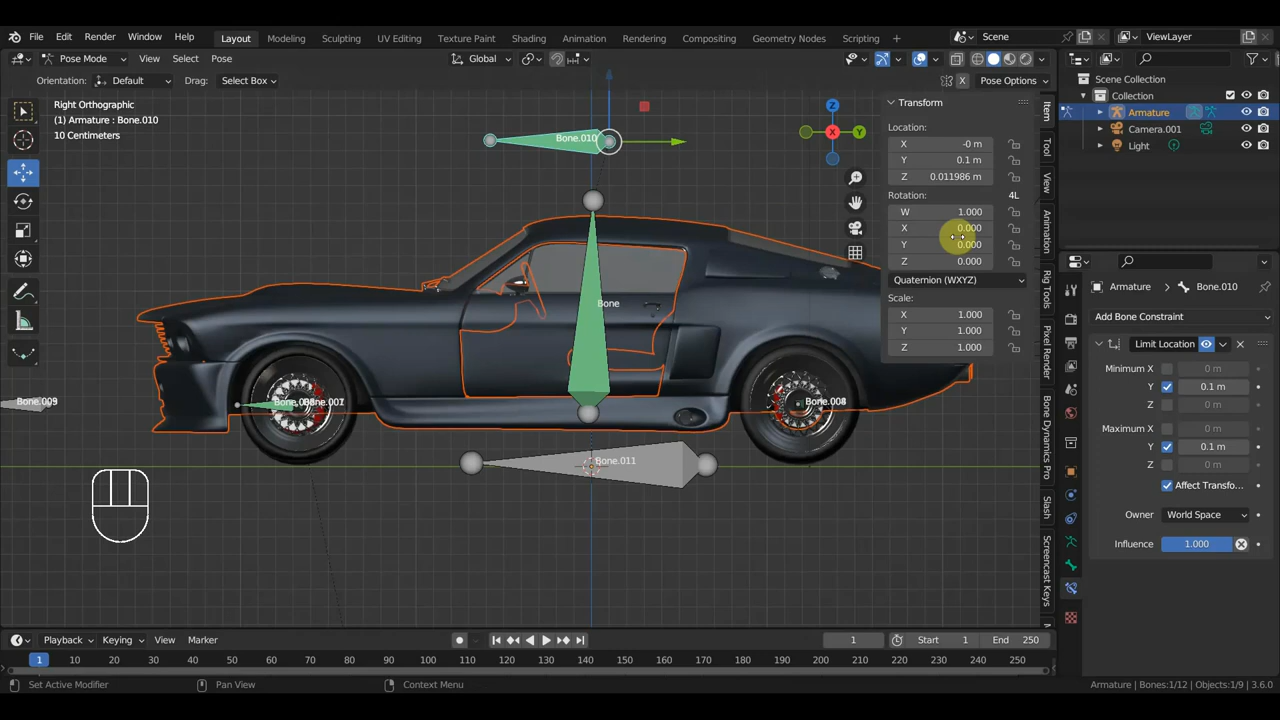 File Edit Render Window Help Layout Modeling Sculpting UV Editing Texture Paint Shading Animation Rendering Compositing Geometry Nodes Scripting + Scene ViewLayer
Pose Mode View Select Pose Global
Orientation: Default Drag: Select Box X Pose Options
Right Orthographic
(1) Armature : Bone.010
10 Centimeters
Bone.010
Bone
Bone.009
Bone.004
Bone.011
Z
Y
X
Transform
Location:
X -0 m
Y 0.1 m
Z 0.011986 m
Rotation: 4L
W 1.000
X 0.000
Y 0.000
Z 0.000
Quaternion (WXYZ)
Scale:
X 1.000
Y 1.000
Z 1.000
Item
Tool
View
Animation
Rig Tools
Pixel Render
Bone Dynamics Pro
Slash
Screencast Keys
Scene Collection
Collection
Armature
Camera.001
Light
Armature > Bone.010
Add Bone Constraint
Limit Location
Minimum X 0 m
Y 0.1 m
Z 0 m
Maximum X 0 m
Y 0.1 m
Z 0 m
Affect Transfo...
Owner World Space
Influence 1.000
Playback Keying View Marker 1 Start 1 End 250
1 10 20 30 40 50 60 70 80 90 100 110 120 130 140 150 160 170 180 190 200 210 220 230 240 250
Set Active Modifier Pan View Context Menu Armature | Bones:1/12 | Objects:1/9 | 3.6.0